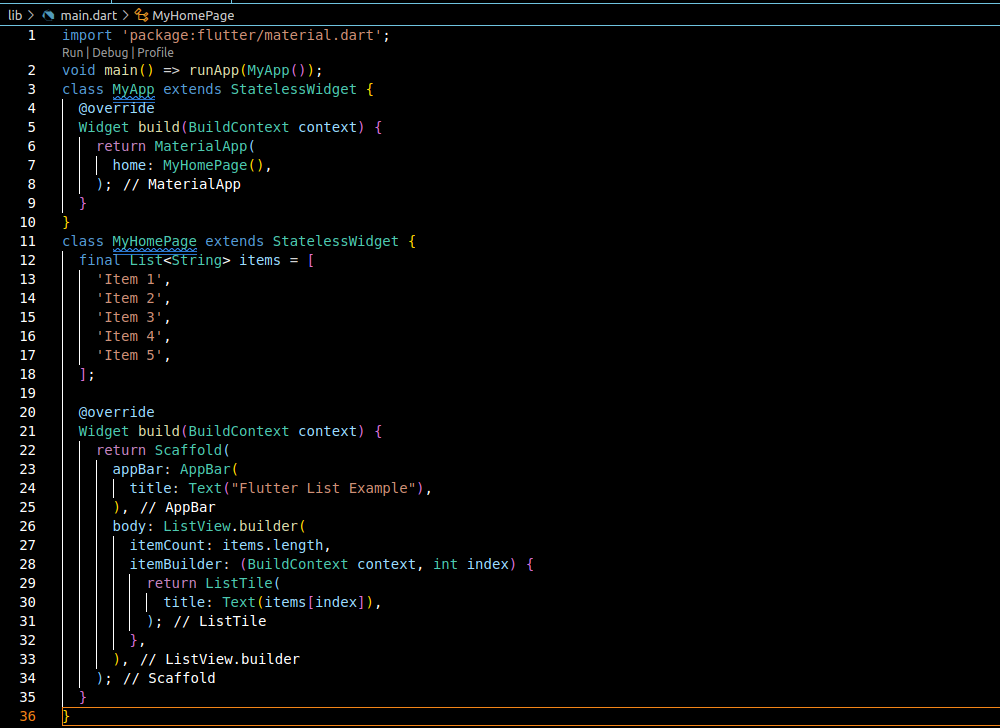 lib > main.dart > MyHomePage
1 import 'package:flutter/material.dart';
Run | Debug | Profile
2 void main() => runApp(MyApp());
3 class MyApp extends StatelessWidget {
4   @override
5   Widget build(BuildContext context) {
6     return MaterialApp(
7       home: MyHomePage(),
8     ); // MaterialApp
9   }
10 }
11 class MyHomePage extends StatelessWidget {
12   final List<String> items = [
13     'Item 1',
14     'Item 2',
15     'Item 3',
16     'Item 4',
17     'Item 5',
18   ];
19
20   @override
21   Widget build(BuildContext context) {
22     return Scaffold(
23       appBar: AppBar(
24         title: Text("Flutter List Example"),
25       ), // AppBar
26       body: ListView.builder(
27         itemCount: items.length,
28         itemBuilder: (BuildContext context, int index) {
29           return ListTile(
30             title: Text(items[index]),
31           ); // ListTile
32         },
33       ), // ListView.builder
34     ); // Scaffold
35   }
36 }